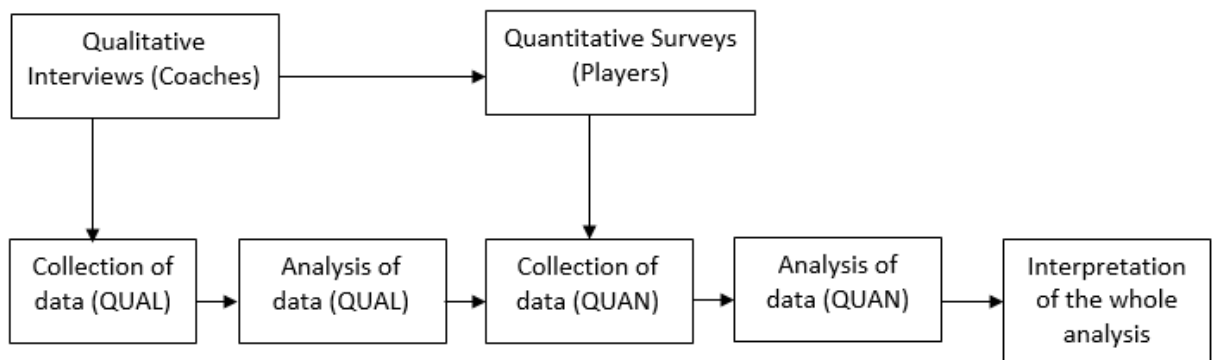 Qualitative
Interviews (Coaches)
Quantitative Surveys
(Players)
Collection of
data (QUAL)
Analysis of
data (QUAL)
Collection of
data (QUAN)
Analysis of
data (QUAN)
Interpretation
of the whole
analysis